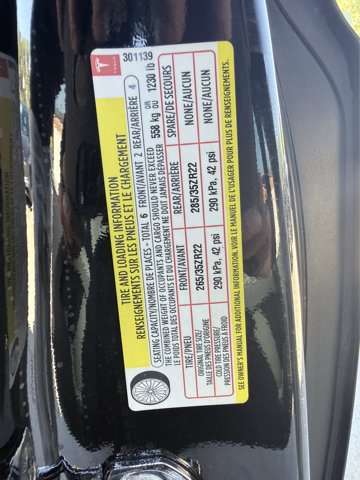 TESLA
301139
TIRE AND LOADING INFORMATION
RENSEIGNEMENTS SUR LES PNEUS ET LE CHARGEMENT
SEATING CAPACITY/NOMBRE DE PLACES - TOTAL 6 FRONT/AVANT 2 REAR/ARRIÈRE 4
THE COMBINED WEIGHT OF OCCUPANTS AND CARGO SHOULD NEVER EXCEED
LE POIDS TOTAL DES OCCUPANTS ET DU CHARGEMENT NE DOIT JAMAIS DÉPASSER
558 kg OR/OU 1230 lb
TIRE/PNEU FRONT/AVANT REAR/ARRIÈRE SPARE/DE SECOURS
ORIGINAL TIRE SIZE/
TAILLE DES PNEUS D'ORIGINE
265/35ZR22 285/35ZR22 NONE/AUCUN
COLD TIRE PRESSURE/
PRESSION DES PNEUS À FROID
290 kPa, 42 psi 290 kPa, 42 psi NONE/AUCUN
SEE OWNER'S MANUAL FOR ADDITIONAL INFORMATION. VOIR LE MANUEL DE L'USAGER POUR PLUS DE RENSEIGNEMENTS.